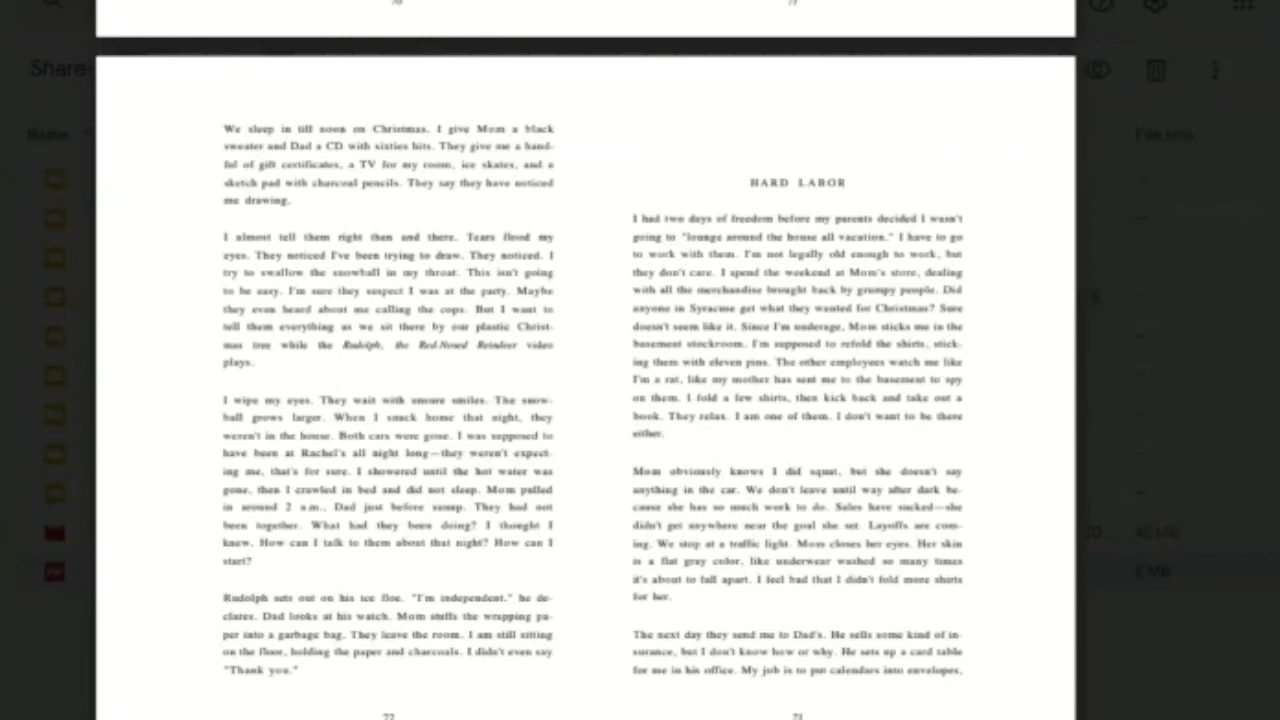 70
71
Share
Name
File size
We sleep in till noon on Christmas. I give Mom a black
sweater and Dad a CD with sixties hits. They give me a hand-
ful of gift certificates, a TV for my room, ice skates, and a
sketch pad with charcoal pencils. They say they have noticed
me drawing.
I almost tell them right then and there. Tears flood my
eyes. They noticed I've been trying to draw. They noticed. I
try to swallow the snowball in my throat. This isn't going
to be easy. I'm sure they suspect I was at the party. Maybe
they even heard about me calling the cops. But I want to
tell them everything as we sit there by our plastic Christ-
mas tree while the Rudolph, the Red-Nosed Reindeer video
plays.
I wipe my eyes. They wait with unsure smiles. The snow-
ball grows larger. When I snuck home that night, they
weren't in the house. Both cars were gone. I was supposed to
have been at Rachel's all night long—they weren't expect-
ing me, that's for sure. I showered until the hot water was
gone, then I crawled in bed and did not sleep. Mom pulled
in around 2 a.m., Dad just before sunup. They had not
been together. What had they been doing? I thought I
knew. How can I talk to them about that night? How can I
start?
Rudolph sets out on his ice floe. "I'm independent," he de-
clares. Dad looks at his watch. Mom stuffs the wrapping pa-
per into a garbage bag. They leave the room. I am still sitting
on the floor, holding the paper and charcoals. I didn't even say
"Thank you."
72
HARD LABOR
I had two days of freedom before my parents decided I wasn't
going to "lounge around the house all vacation." I have to go
to work with them. I'm not legally old enough to work, but
they don't care. I spend the weekend at Mom's store, dealing
with all the merchandise brought back by grumpy people. Did
anyone in Syracuse get what they wanted for Christmas? Sure
doesn't seem like it. Since I'm underage, Mom sticks me in the
basement stockroom. I'm supposed to refold the shirts, stick-
ing them with eleven pins. The other employees watch me like
I'm a rat, like my mother has sent me to the basement to spy
on them. I fold a few shirts, then kick back and take out a
book. They relax. I am one of them. I don't want to be there
either.
Mom obviously knows I did squat, but she doesn't say
anything in the car. We don't leave until way after dark be-
cause she has so much work to do. Sales have sucked—she
didn't get anywhere near the goal she set. Layoffs are com-
ing. We stop at a traffic light. Mom closes her eyes. Her skin
is a flat gray color, like underwear washed so many times
it's about to fall apart. I feel bad that I didn't fold more shirts
for her.
The next day they send me to Dad's. He sells some kind of in-
surance, but I don't know how or why. He sets up a card table
for me in his office. My job is to put calendars into envelopes,